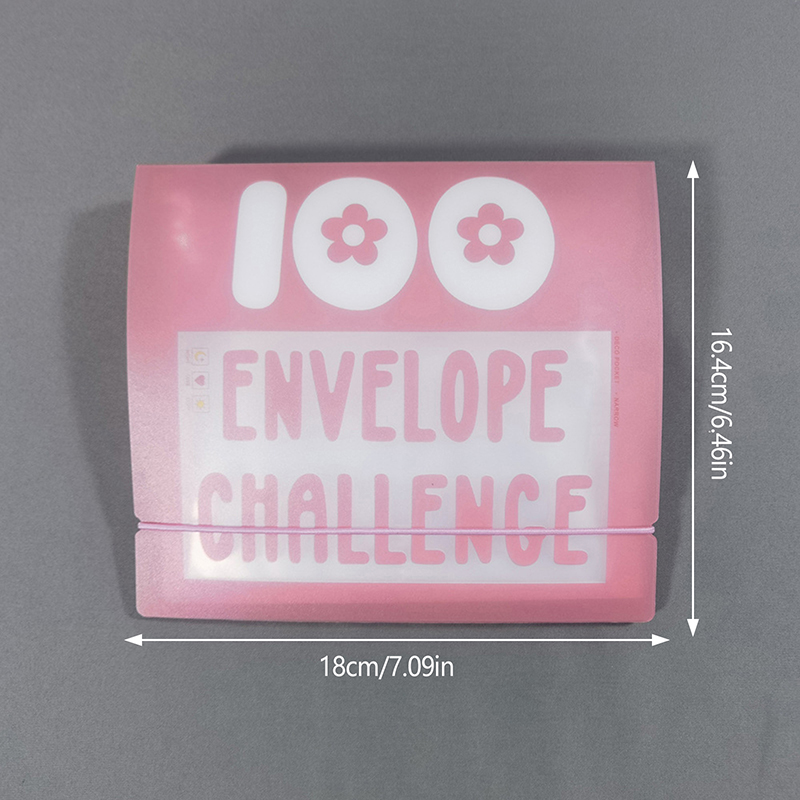 100
ENVELOPE
CHALLENGE
16.4cm/6.46in
18cm/7.09in